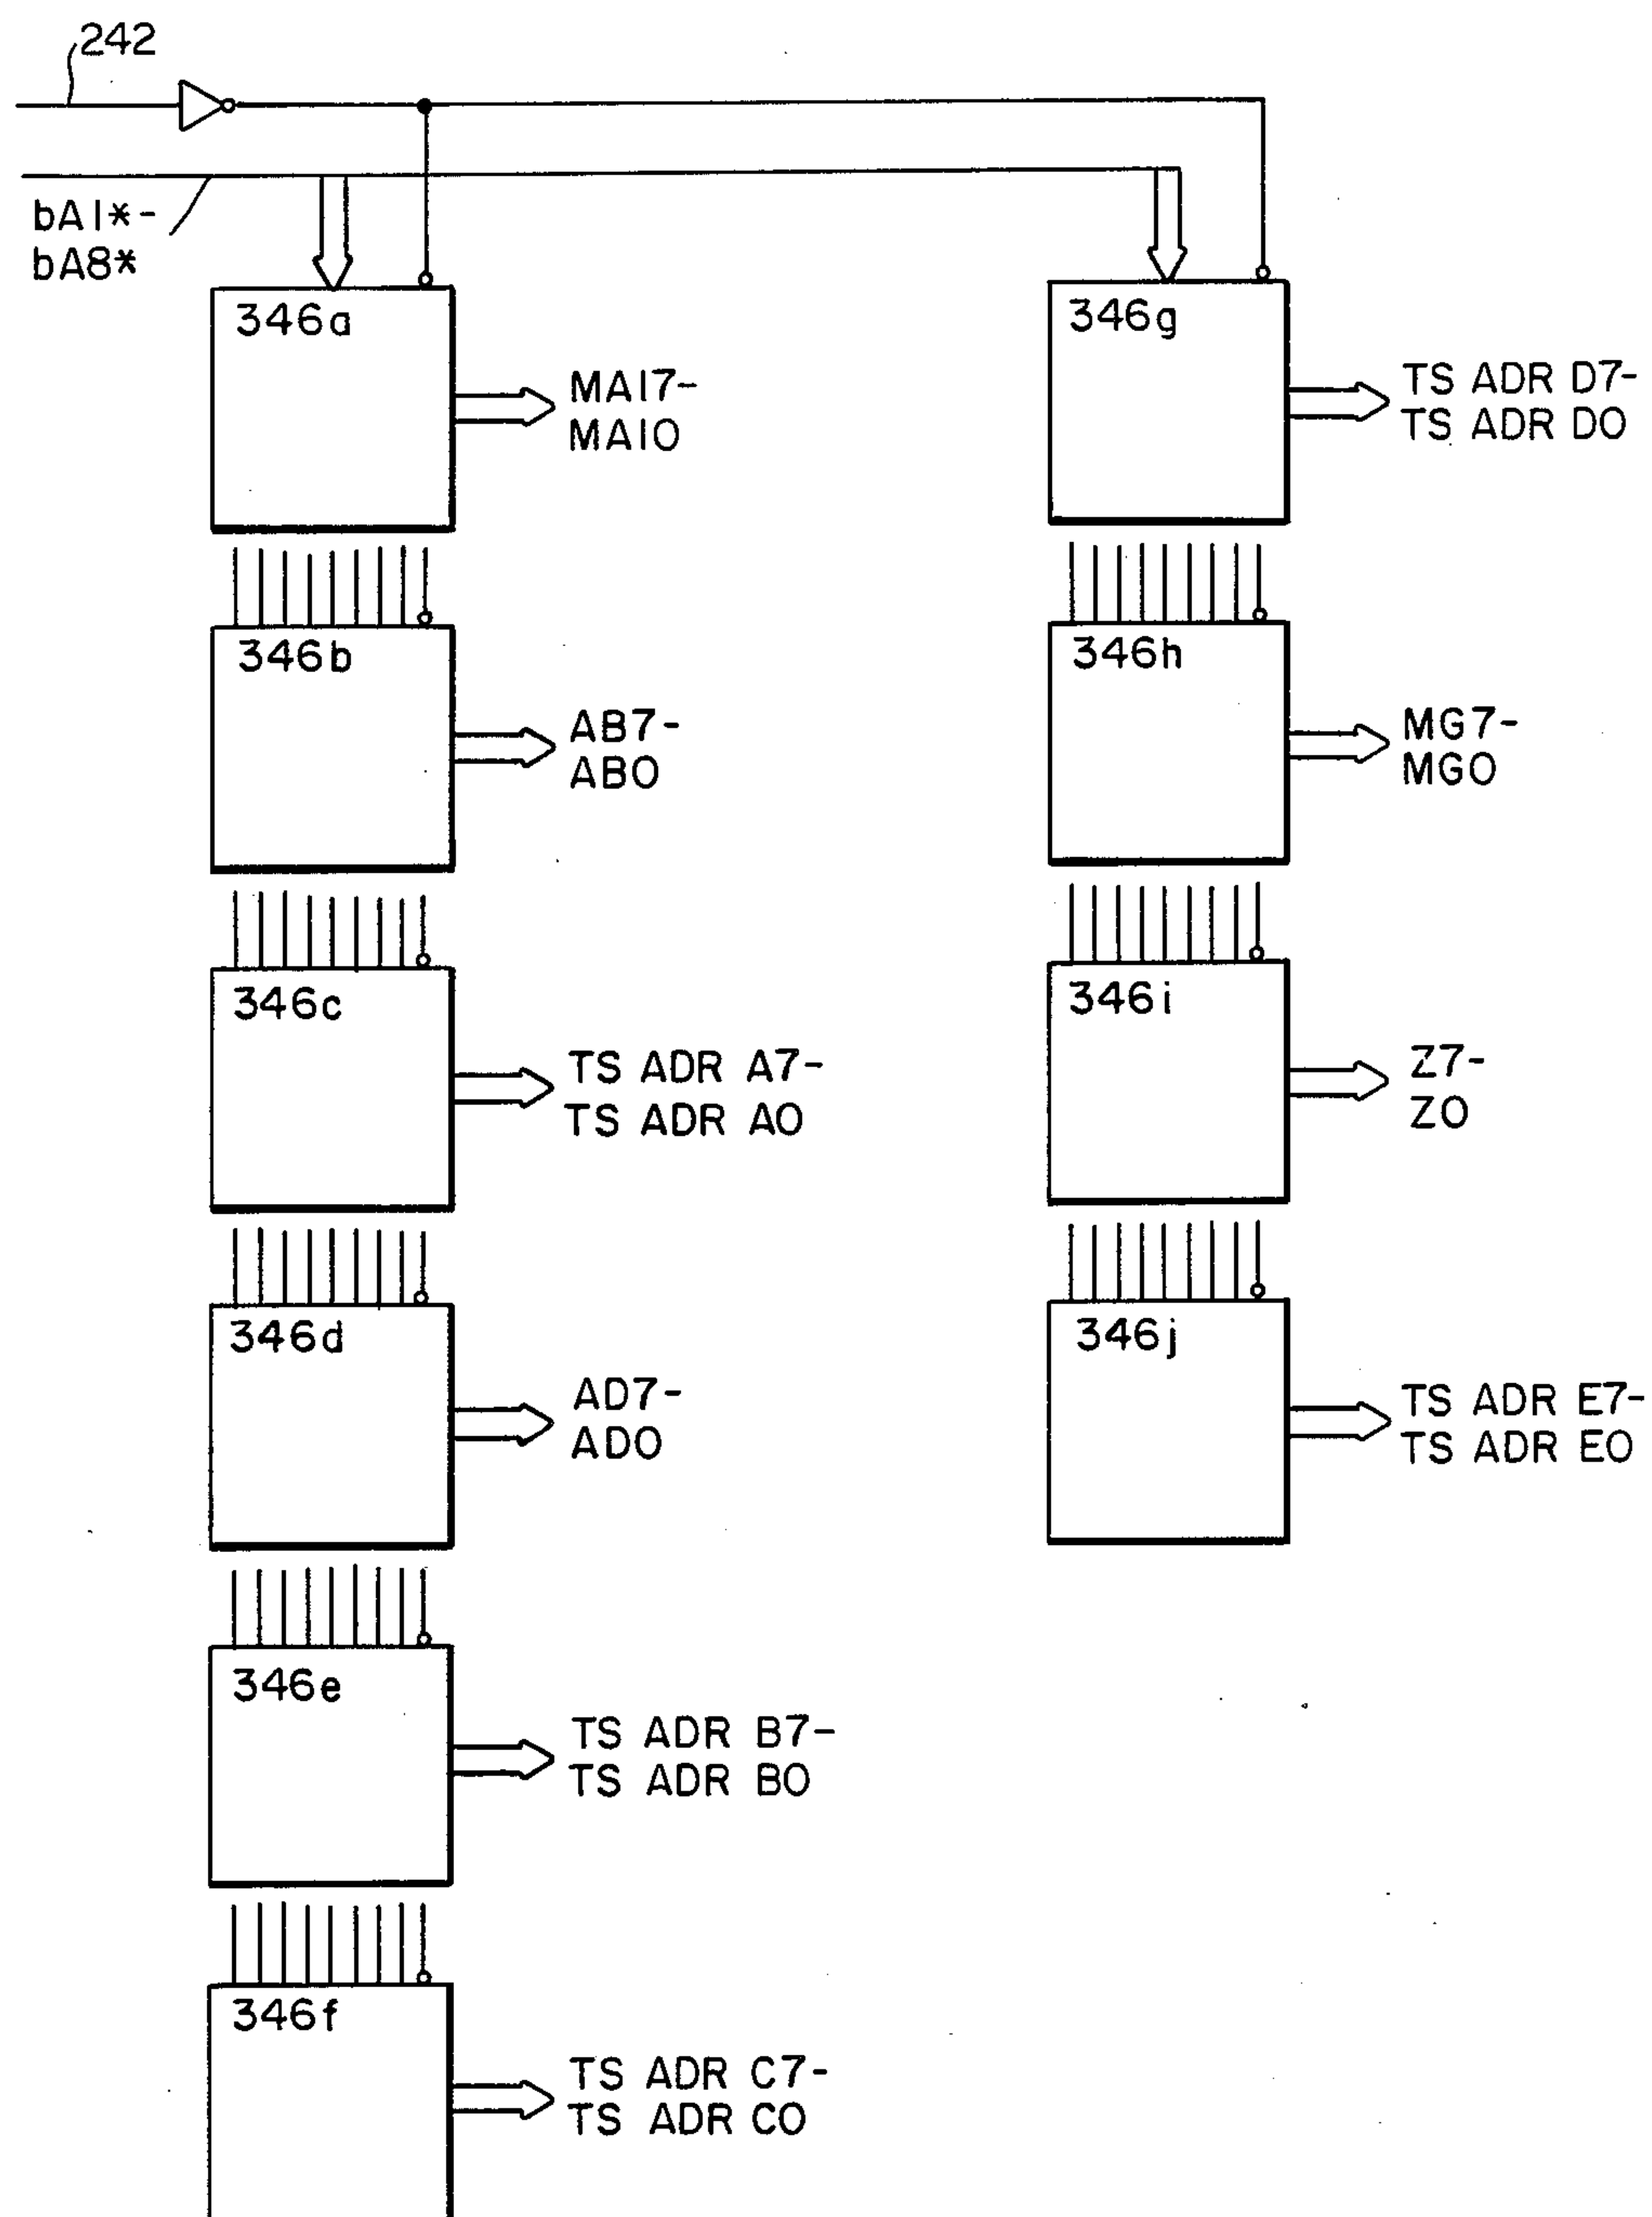 242
bA1*-
bA8*
346a
MA17-
MA10
346b
AB7-
AB0
346c
TS ADR A7-
TS ADR A0
346d
AD7-
AD0
346e
TS ADR B7-
TS ADR B0
346f
TS ADR C7-
TS ADR C0
346g
TS ADR D7-
TS ADR D0
346h
MG7-
MG0
346i
Z7-
Z0
346j
TS ADR E7-
TS ADR E0